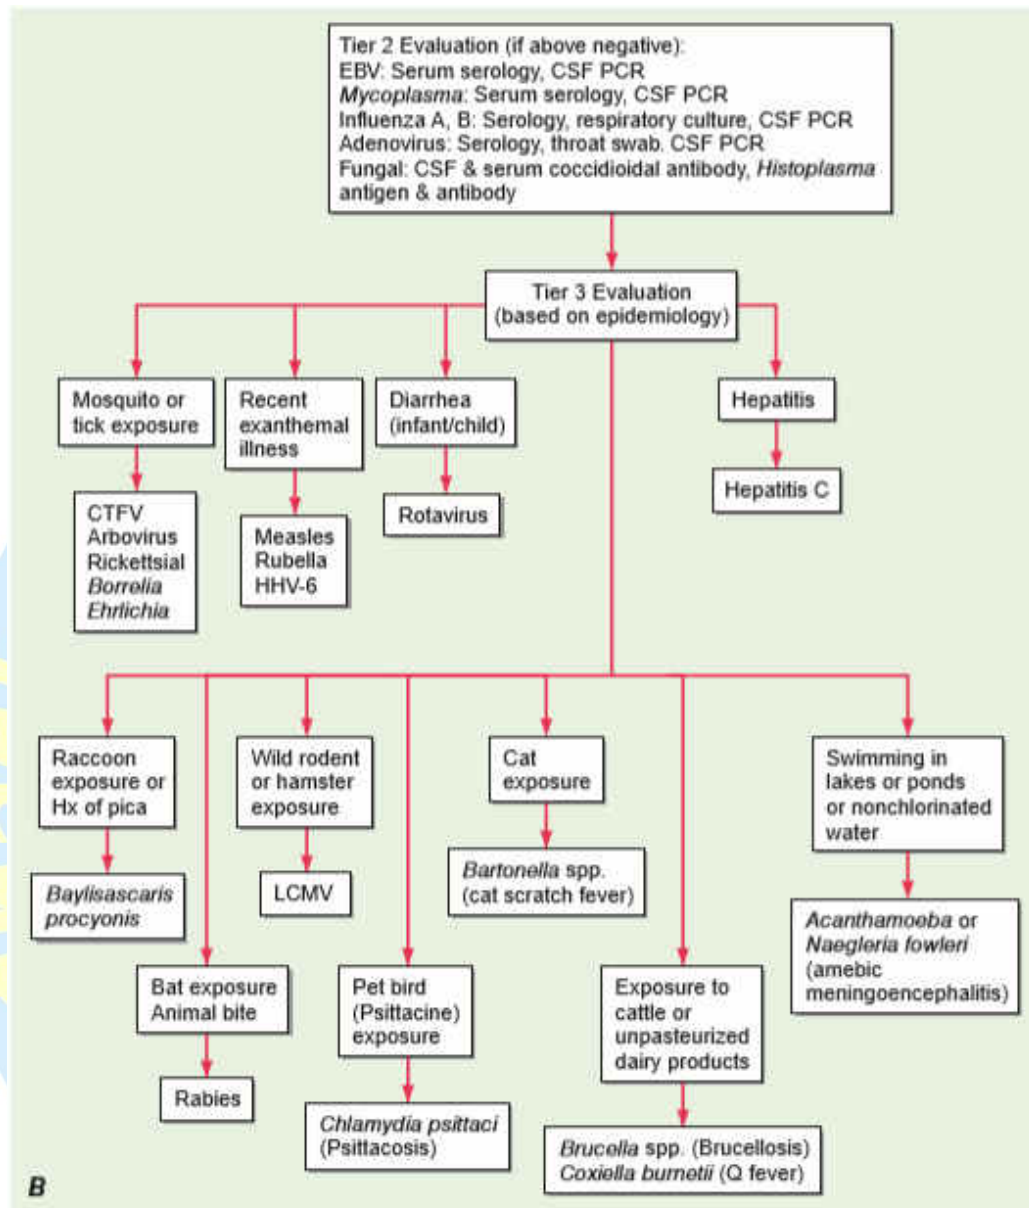 Tier 2 Evaluation (if above negative):
EBV: Serum serology, CSF PCR
Mycoplasma: Serum serology, CSF PCR
Influenza A, B: Serology, respiratory culture, CSF PCR
Adenovirus: Serology, throat swab. CSF PCR
Fungal: CSF & serum coccidioidal antibody, Histoplasma
antigen & antibody
Tier 3 Evaluation
(based on epidemiology)
Mosquito or
tick exposure
Recent
exanthemal
illness
Diarrhea
(infant/child)
Hepatitis
CTFV
Arbovirus
Rickettsial
Borrelia
Ehrlichia
Measles
Rubella
HHV-6
Rotavirus
Hepatitis C
Raccoon
exposure or
Hx of pica
Wild rodent
or hamster
exposure
Cat
exposure
Swimming in
lakes or ponds
or nonchlorinated
water
Baylisascaris
procyonis
LCMV
Bartonella spp.
(cat scratch fever)
Acanthamoeba or
Naegleria fowleri
(amebic
meningoencephalitis)
Bat exposure
Animal bite
Pet bird
(Psittacine)
exposure
Exposure to
cattle or
unpasteurized
dairy products
Rabies
Chlamydia psittaci
(Psittacosis)
Brucella spp. (Brucellosis)
Coxiella burnetii (Q fever)
B